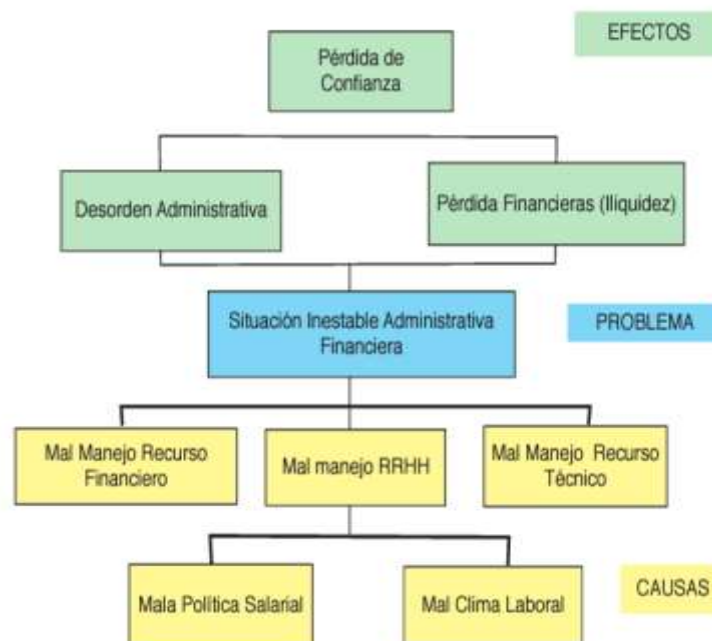 EFECTOS
Pérdida de
Confianza
Desorden Administrativa
Pérdida Financieras (Ilíquidez)
Situación Inestable Administrativa
Financiera
PROBLEMA
Mal Manejo Recurso
Financiero
Mal manejo RRHH
Mal Manejo Recurso
Técnico
Mala Política Salarial
Mal Clima Laboral
CAUSAS